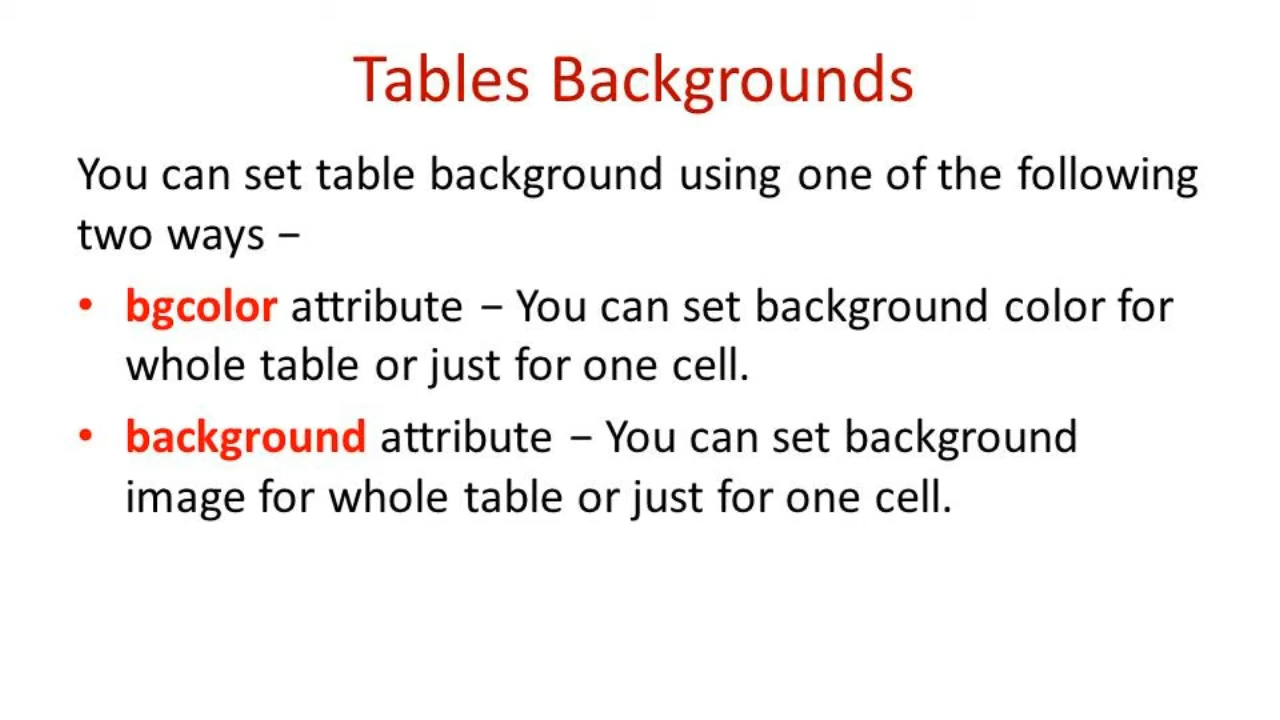 Tables Backgrounds
You can set table background using one of the following
two ways −
• bgcolor attribute − You can set background color for
whole table or just for one cell.
• background attribute − You can set background
image for whole table or just for one cell.